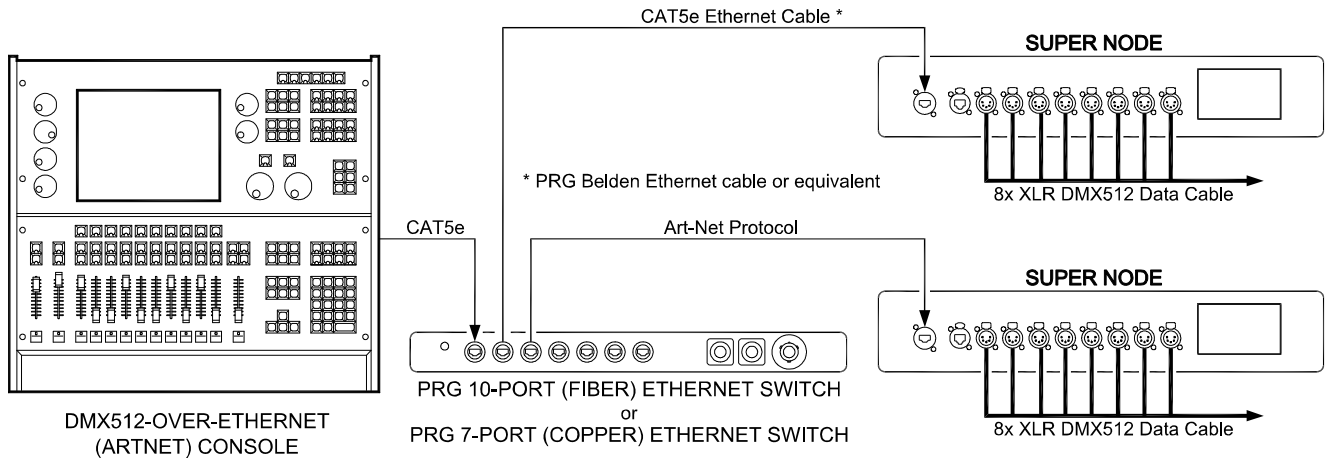 CAT5e Ethernet Cable *
SUPER NODE
* PRG Belden Ethernet cable or equivalent
8x XLR DMX512 Data Cable
CAT5e
Art-Net Protocol
SUPER NODE
PRG 10-PORT (FIBER) ETHERNET SWITCH
or
PRG 7-PORT (COPPER) ETHERNET SWITCH
8x XLR DMX512 Data Cable
DMX512-OVER-ETHERNET
(ARTNET) CONSOLE